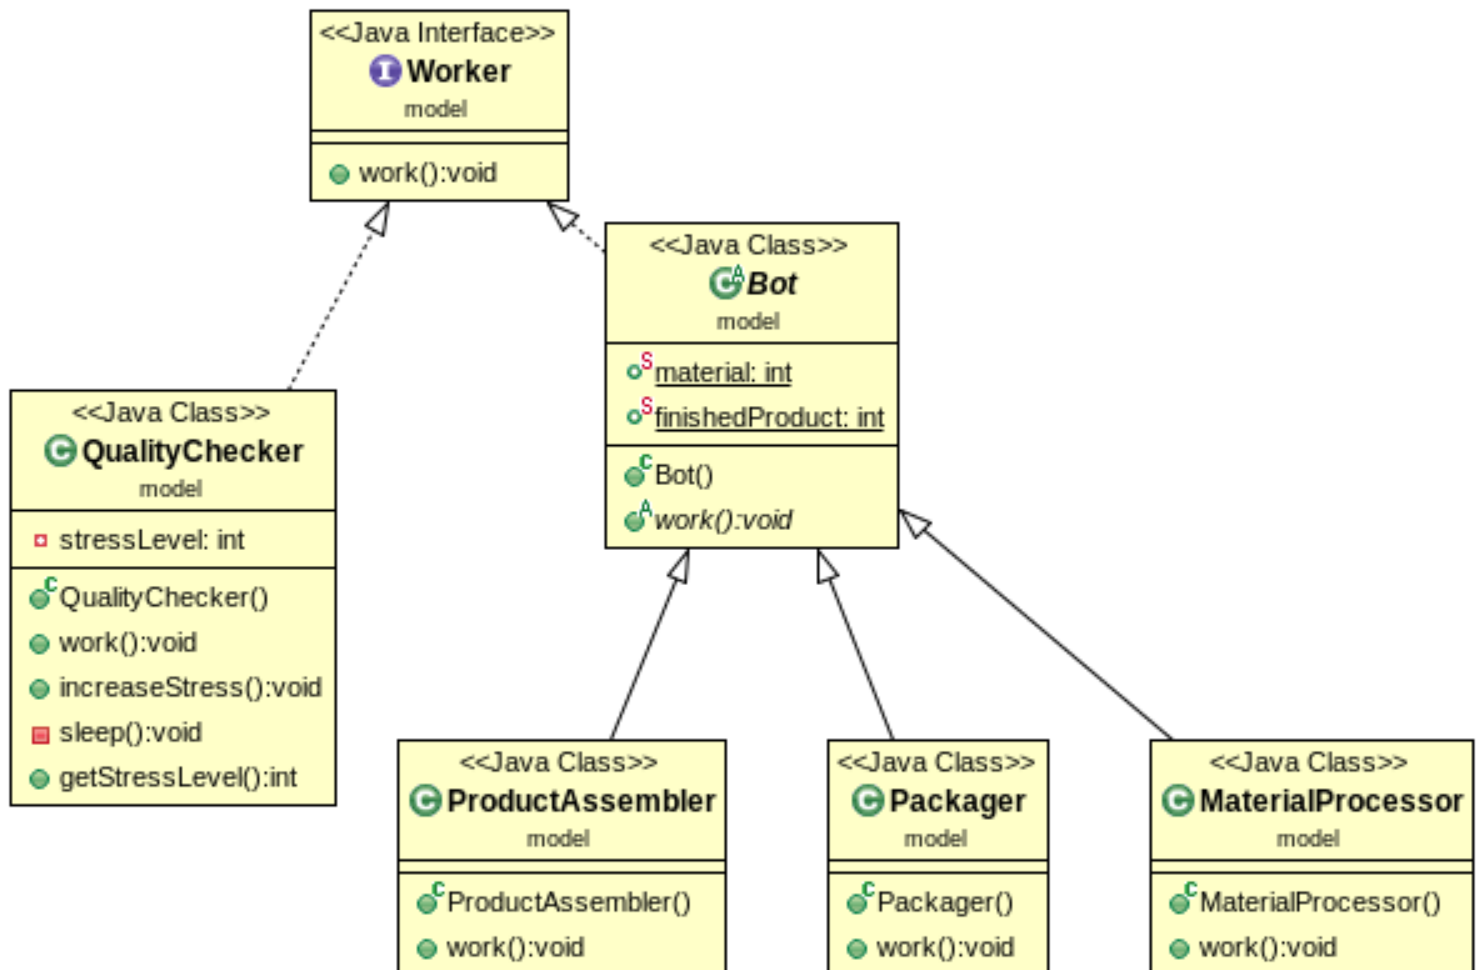 <<Java Interface>>
Worker
model
work():void
<<Java Class>>
Bot
model
material: int
finishedProduct: int
Bot()
work():void
<<Java Class>>
QualityChecker
model
stressLevel: int
QualityChecker()
work():void
increaseStress():void
sleep():void
getStressLevel():int
<<Java Class>>
ProductAssembler
model
ProductAssembler()
work():void
<<Java Class>>
Packager
model
Packager()
work():void
<<Java Class>>
MaterialProcessor
model
MaterialProcessor()
work():void